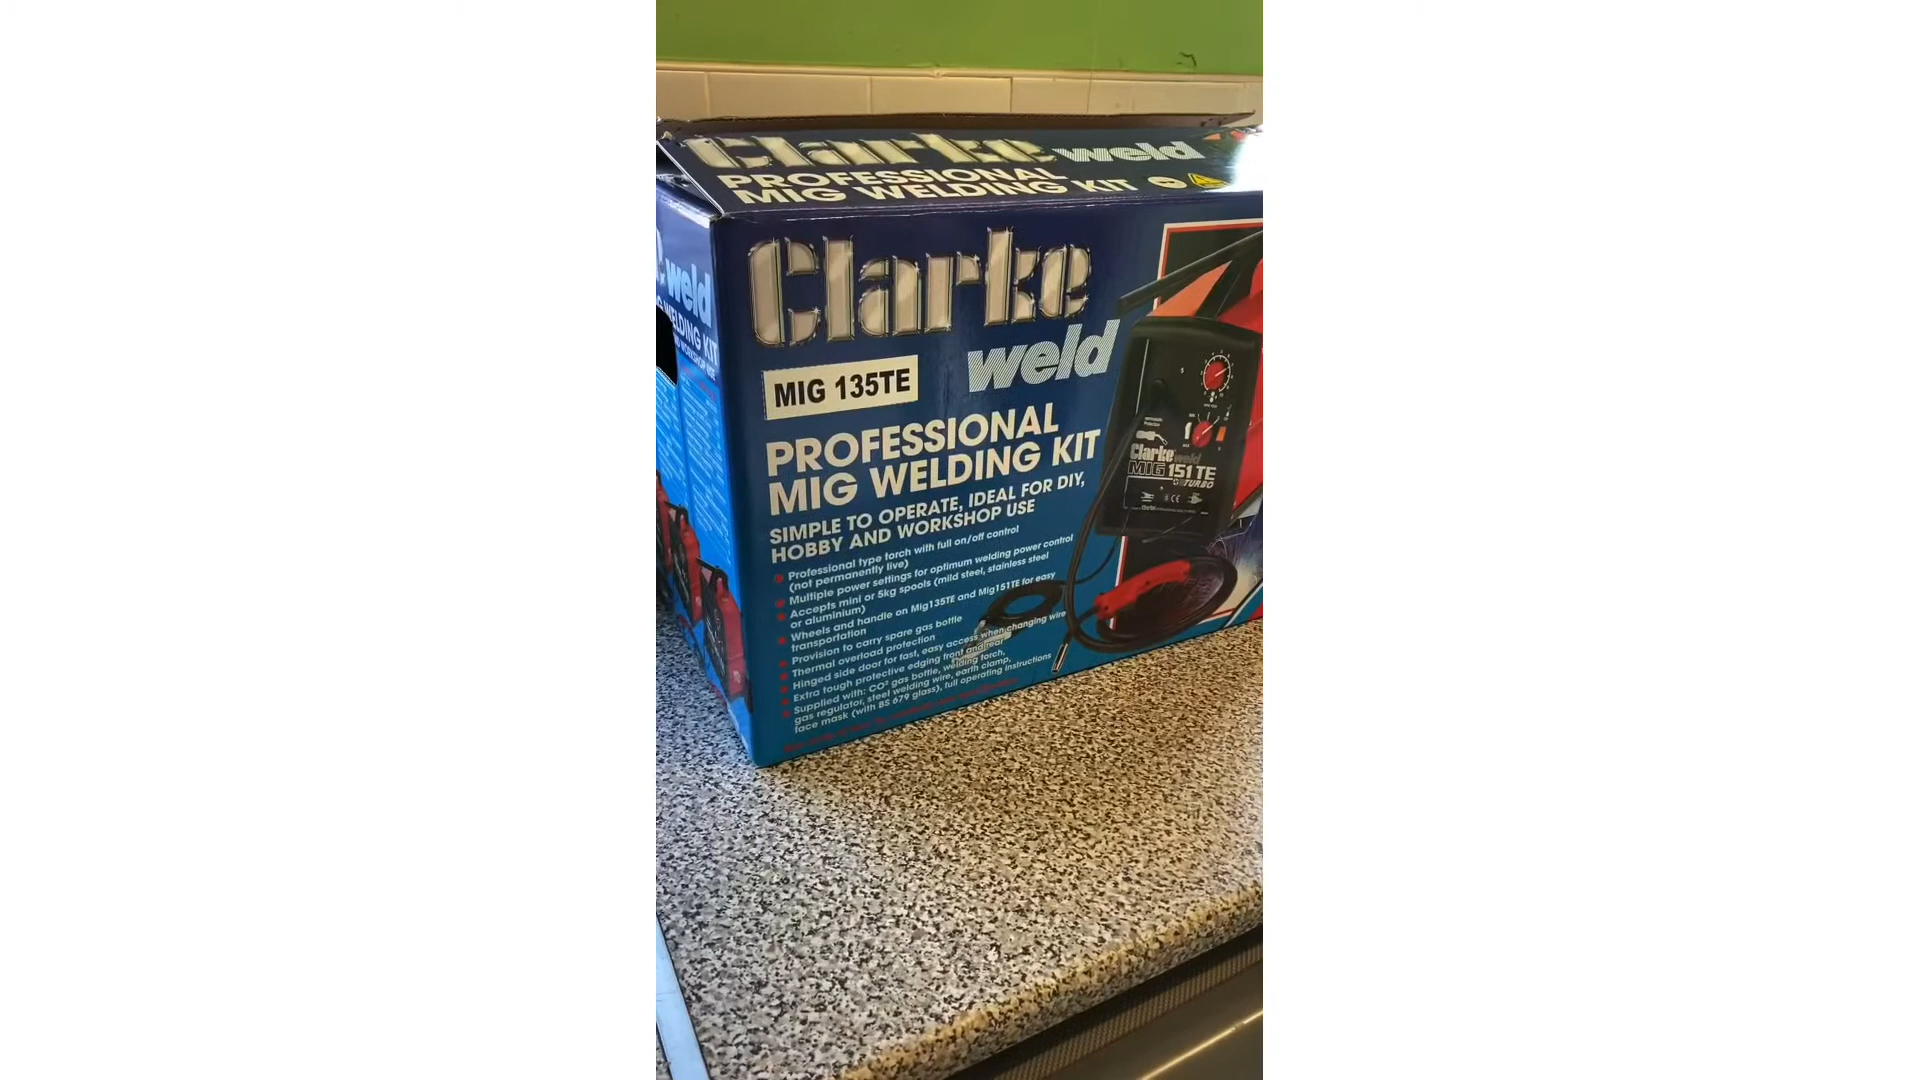 Clarke weld
PROFESSIONAL
MIG WELDING KIT
Clarke
weld
MIG 135TE
PROFESSIONAL
MIG WELDING KIT
SIMPLE TO OPERATE, IDEAL FOR DIY,
HOBBY AND WORKSHOP USE
Professional type torch with full on/off control
(not permanently live)
Multiple power settings for optimum welding power control
Accepts mini or 5kg spools (mild steel, stainless steel
or aluminium)
Wheels and handle on Mig135TE and Mig151TE for easy
transportation
Provision to carry spare gas bottle
Thermal overload protection
Hinged side door for fast, easy access when changing wire
Extra tough protective edging front and rear
Supplied with: CO² gas bottle, welding torch,
gas regulator, steel welding wire, earth clamp,
face mask (with BS 679 glass), full operating instructions
Clarke weld
MIG 151 TE
TURBO
weld
WELDING KIT